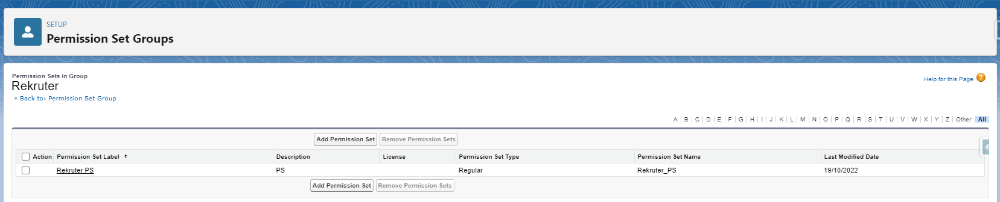 SETUP
Permission Set Groups
Permission Sets in Group
Rekruter
Help for this Page ?
« Back to: Permission Set Group
A | B | C | D | E | F | G | H | I | J | K | L | M | N | O | P | Q | R | S | T | U | V | W | X | Y | Z | Other | All
Add Permission Set Remove Permission Sets
Action Permission Set Label ↑ Description License Permission Set Type Permission Set Name Last Modified Date
Rekruter PS PS Regular Rekruter_PS 19/10/2022
Add Permission Set Remove Permission Sets